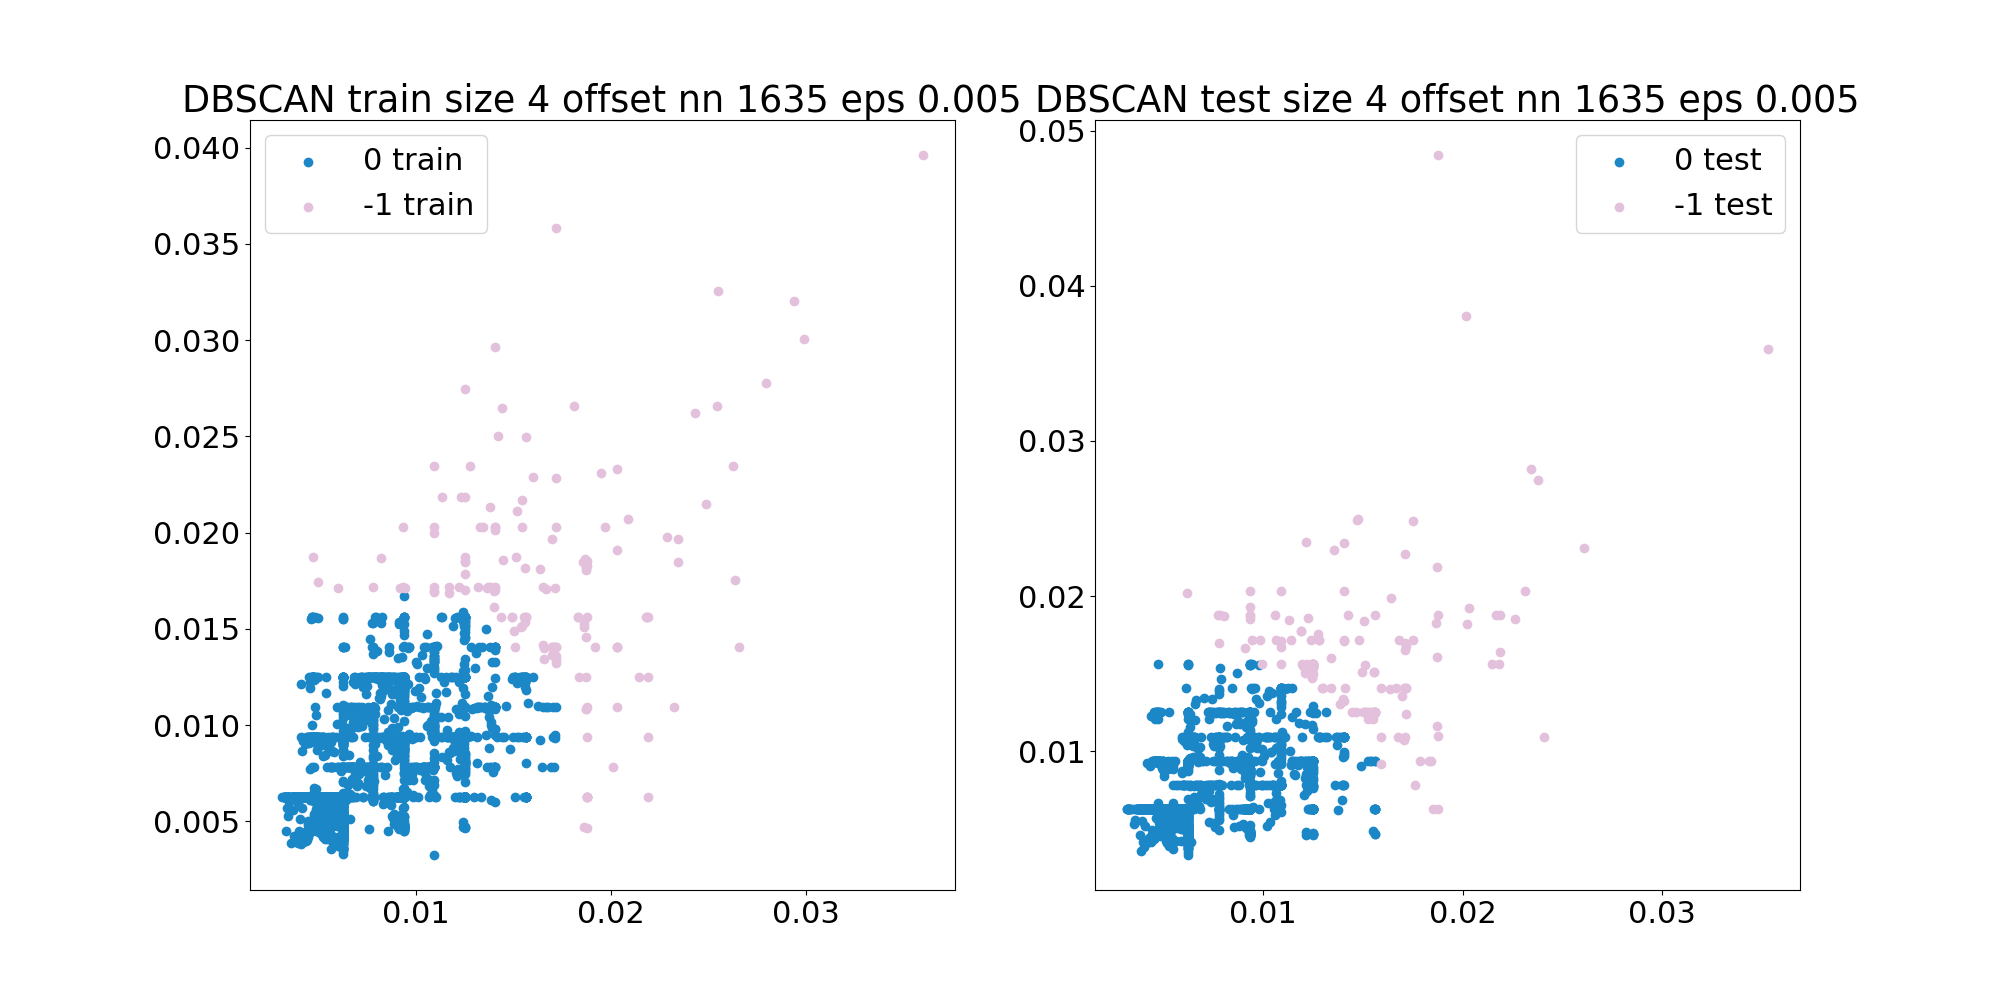 DBSCAN train size 4 offset nn 1635 eps 0.005
0 train
-1 train
0.040
0.035
0.030
0.025
0.020
0.015
0.010
0.005
0.01 0.02 0.03
DBSCAN test size 4 offset nn 1635 eps 0.005
0 test
-1 test
0.05
0.04
0.03
0.02
0.01
0.01 0.02 0.03